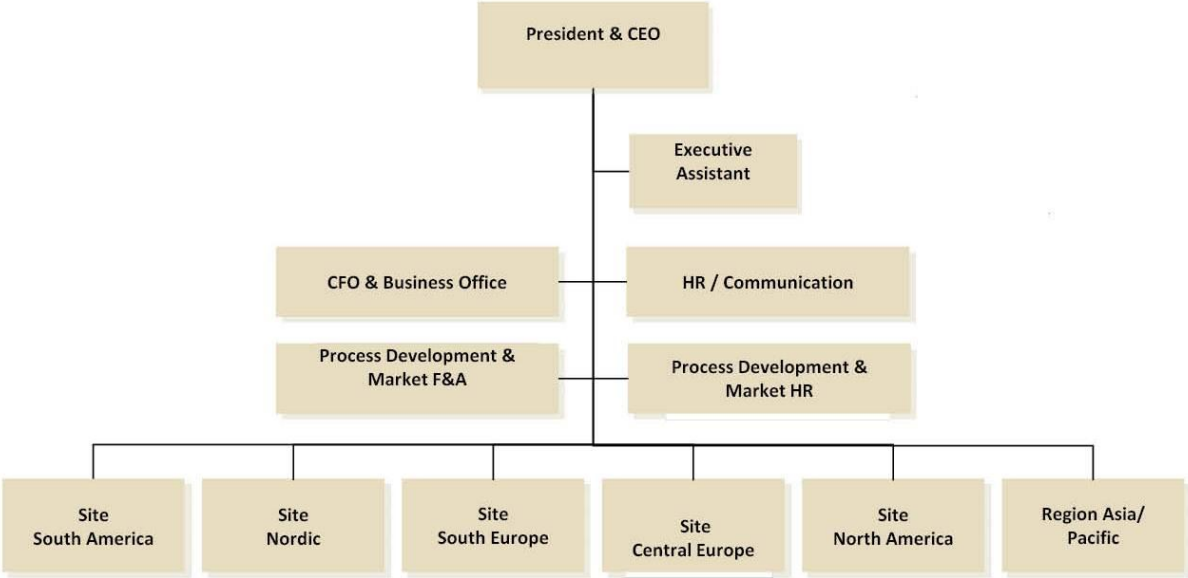 President & CEO
Executive
Assistant
CFO & Business Office
HR / Communication
Process Development &
Market F&A
Process Development &
Market HR
Site
South America
Site
Nordic
Site
South Europe
Site
Central Europe
Site
North America
Region Asia/
Pacific